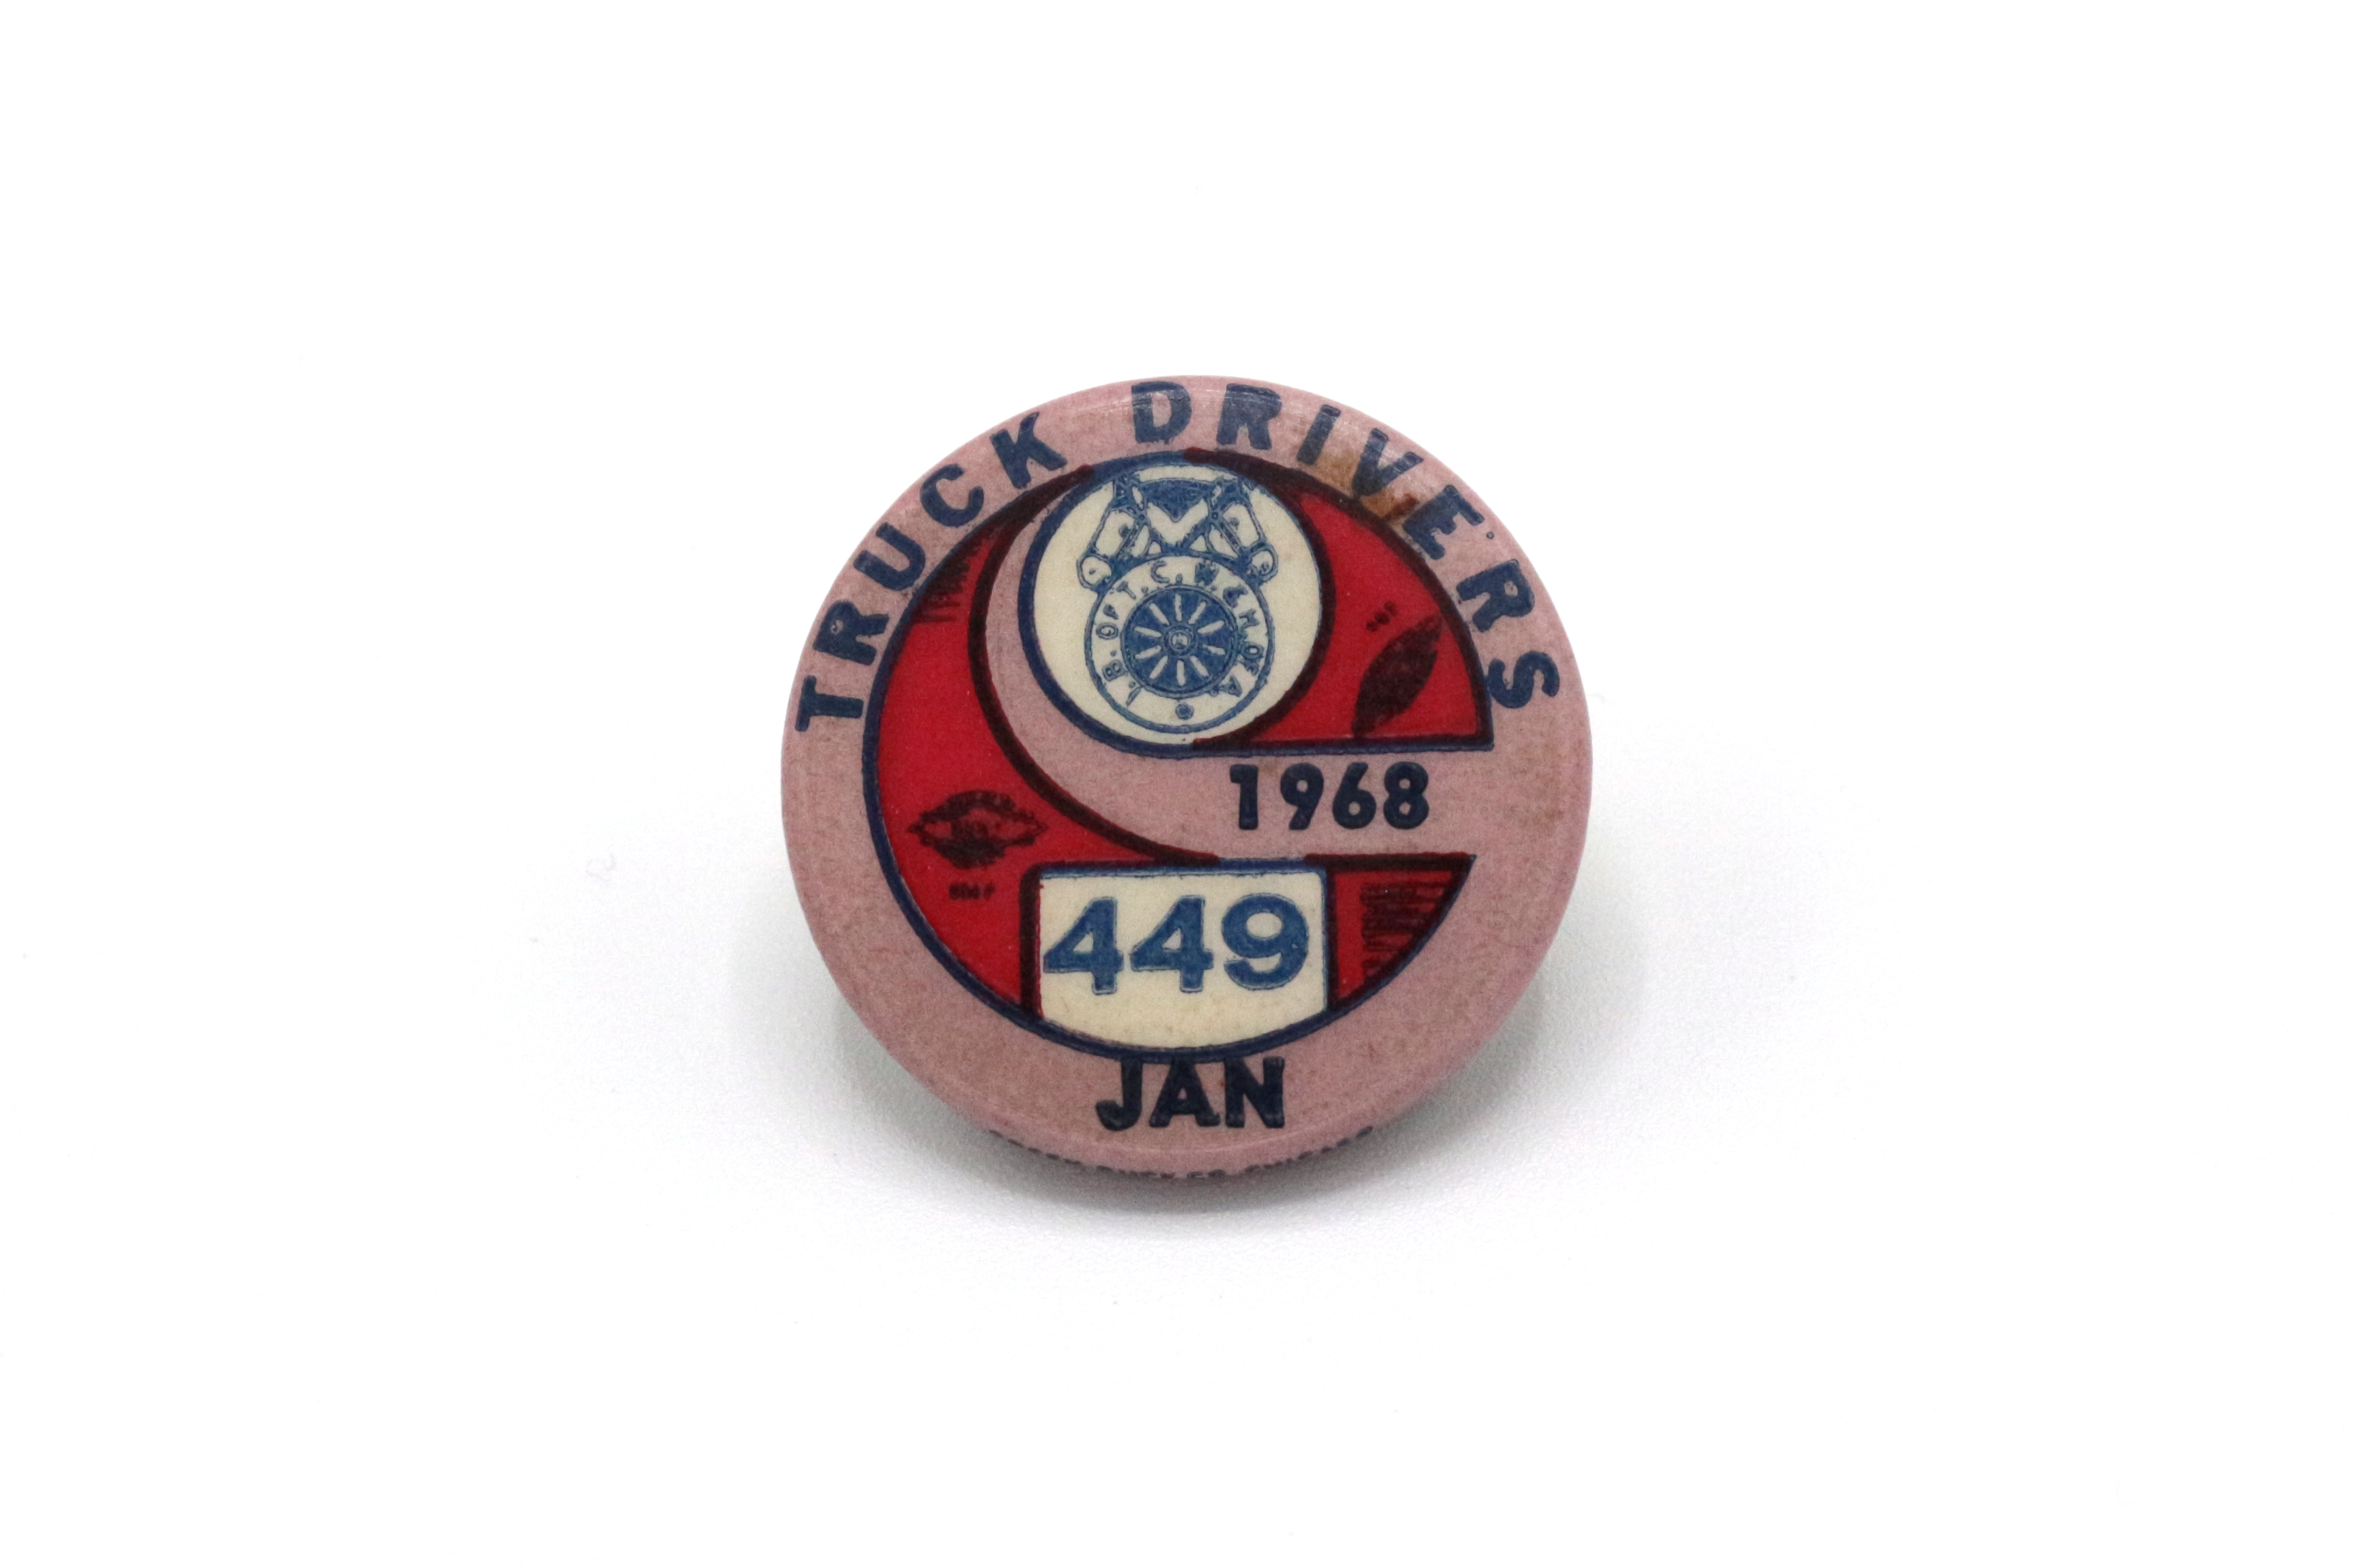 TRUCK DRIVERS
I. B. OF T. C. W. & H. OF A.
1968
449
JAN